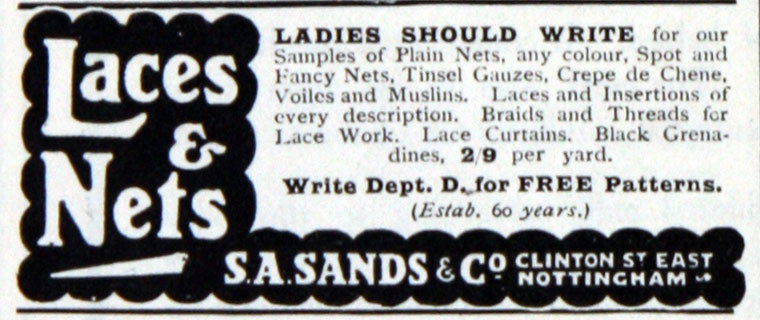 Laces
&
Nets
LADIES SHOULD WRITE for our
Samples of Plain Nets, any colour, Spot and
Fancy Nets, Tinsel Gauzes, Crepe de Chene,
Voiles and Muslins. Laces and Insertions of
every description. Braids and Threads for
Lace Work. Lace Curtains. Black Grena-
dines, 2/9 per yard.
Write Dept. D. for FREE Patterns.
(Estab. 60 years.)
S.A. SANDS & Co CLINTON ST EAST
NOTTINGHAM